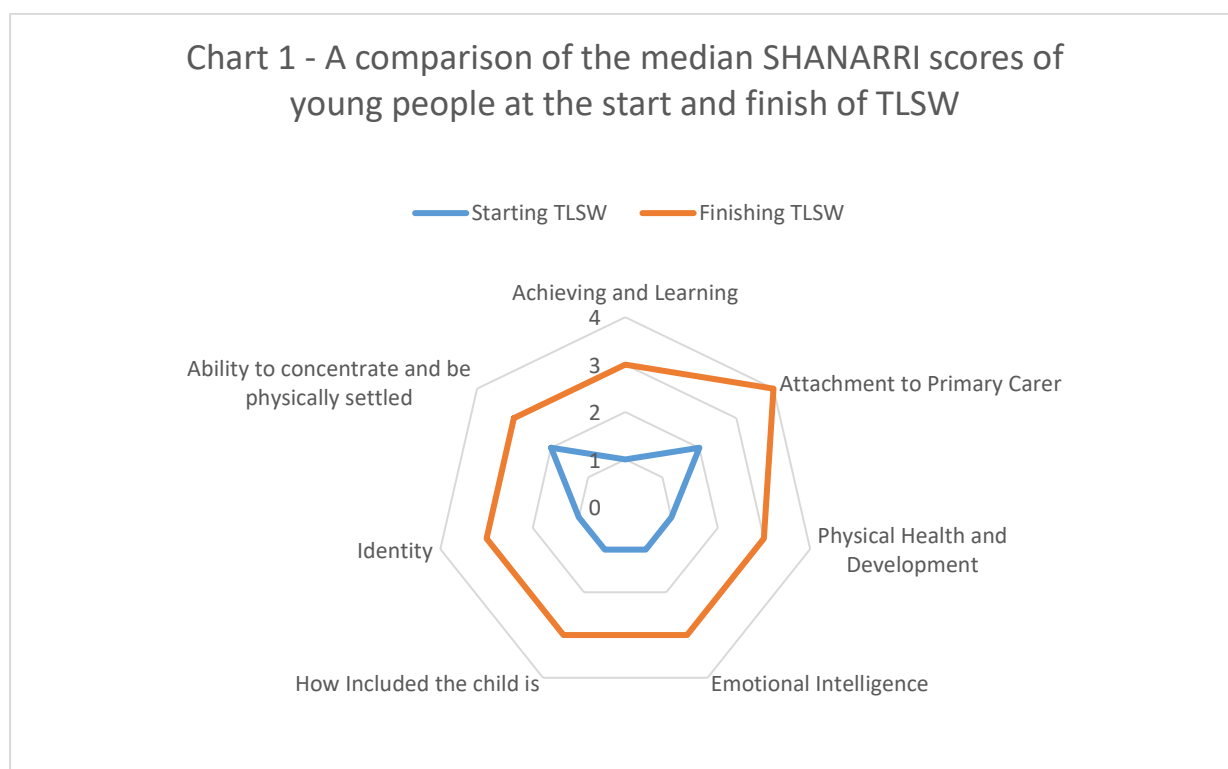 Chart 1 - A comparison of the median SHANARRI scores of
young people at the start and finish of TLSW
Starting TLSW
Finishing TLSW
Achieving and Learning
4
3
2
1
0
Ability to concentrate and be
physically settled
Attachment to Primary Carer
Identity
Physical Health and
Development
How Included the child is
Emotional Intelligence